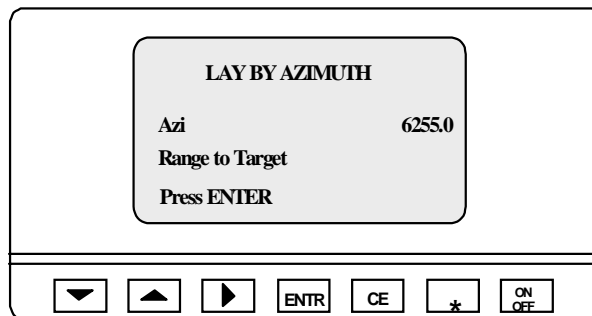 LAY BY AZIMUTH
Azi 6255.0
Range to Target
Press ENTER
ENTR CE * ON
OFF